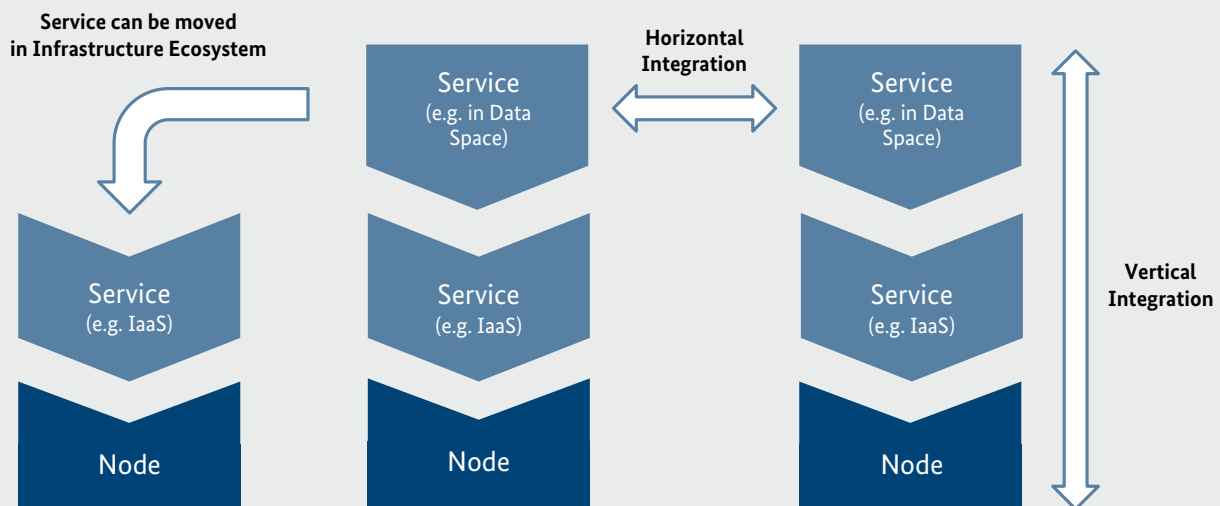 Service can be moved
in Infrastructure Ecosystem
Horizontal
Integration
Service
(e.g. in Data
Space)
Service
(e.g. in Data
Space)
Vertical
Integration
Service
(e.g. IaaS)
Service
(e.g. IaaS)
Service
(e.g. IaaS)
Node
Node
Node